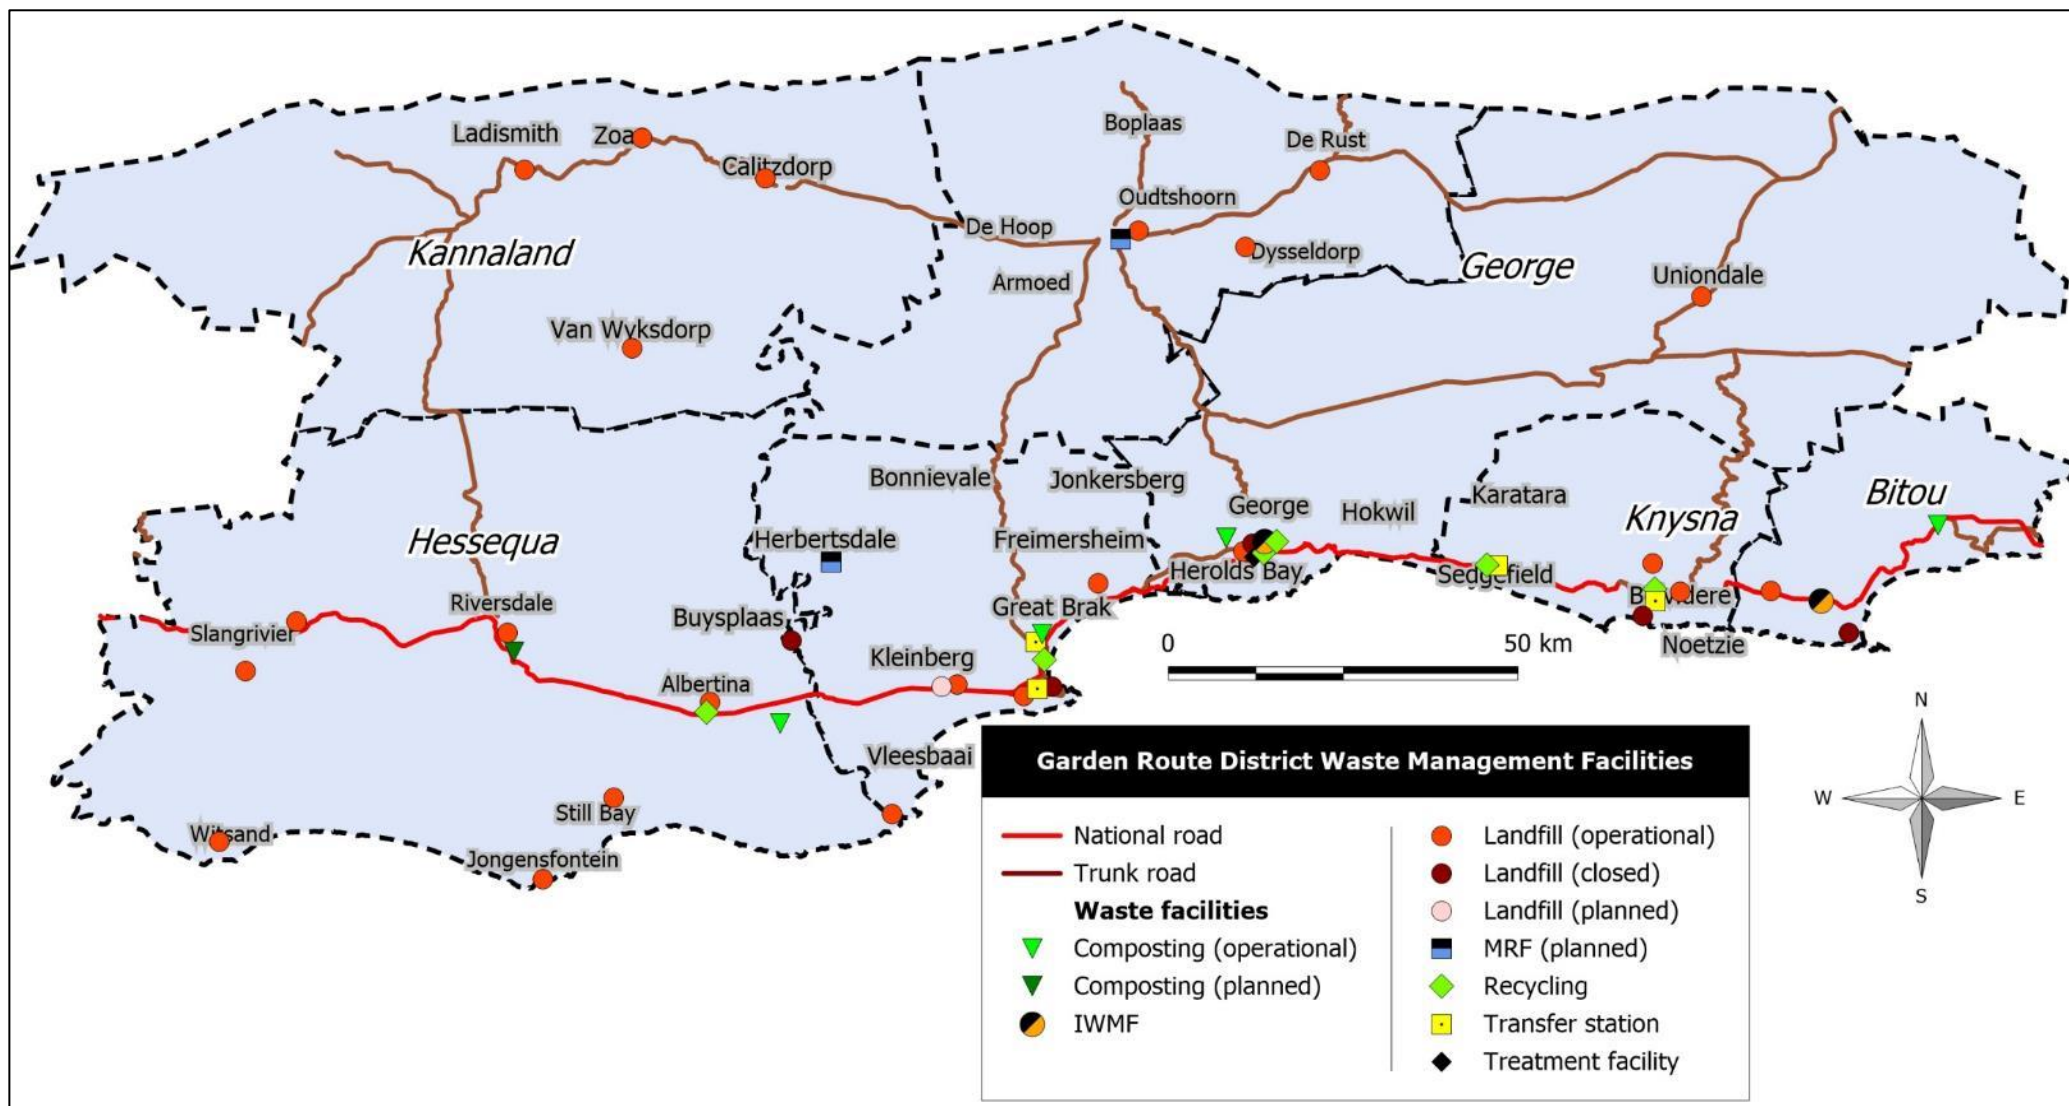 Boplaas
Ladismith
Zoar
De Rust
Calitzdorp
Oudtshoorn
De Hoop
Kannaland
Dysseldorp
George
Armoed
Uniondale
Van Wyksdorp
Bonnievale
Jonkersberg
Karatara
Bitou
George
Hokwil
Knysna
Hessequa
Herbertsdale
Freimersheim
Herolds Bay
Sedgefield
Riversdale
Great Brak
Belvidere
Slangrivier
Buysplaas
Noetzie
0 50 km
Kleinberg
Albertina
Vleesbaai
Still Bay
Witsand
Jongensfontein
N
W E
S
Garden Route District Waste Management Facilities
National road
Trunk road
Waste facilities
Composting (operational)
Composting (planned)
IWMF
Landfill (operational)
Landfill (closed)
Landfill (planned)
MRF (planned)
Recycling
Transfer station
Treatment facility